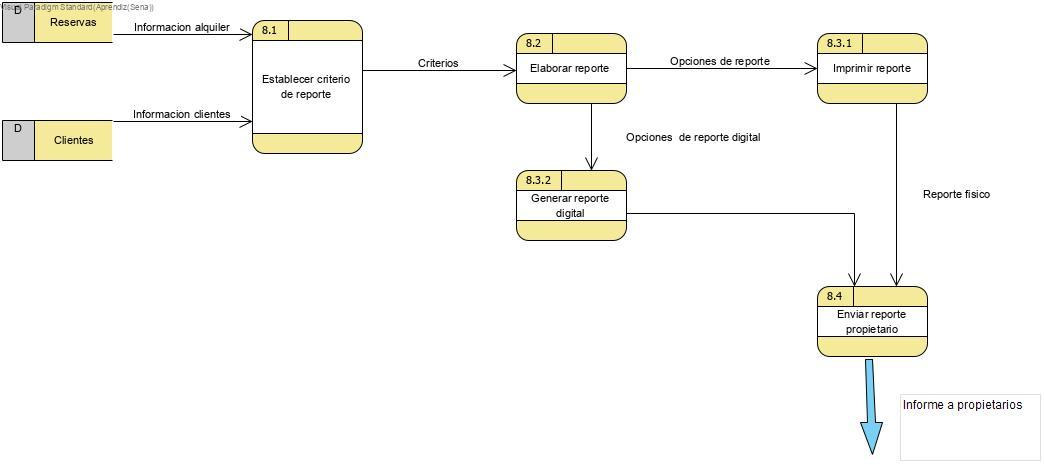 Visual Paradigm Standard(Aprendiz(Sena))
D
Reservas
Informacion alquiler
8.1
Establecer criterio
de reporte
Criterios
8.2
Elaborar reporte
Opciones de reporte
8.3.1
Imprimir reporte
D
Clientes
Informacion clientes
Opciones de reporte digital
8.3.2
Generar reporte
digital
Reporte fisico
8.4
Enviar reporte
propietario
Informe a propietarios